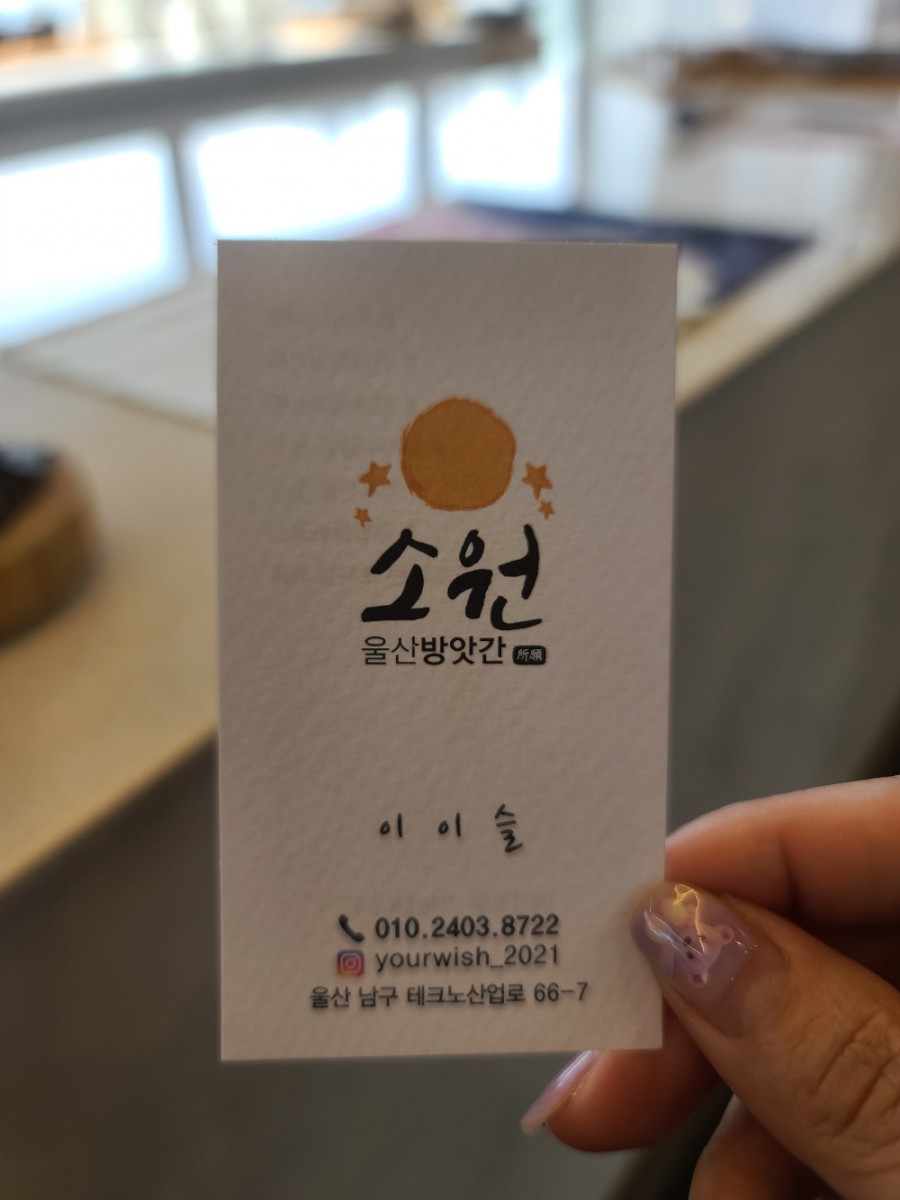 소원
울산방앗간 所願
이 이 슬
010.2403.8722
yourwish_2021
울산 남구 테크노산업로 66-7